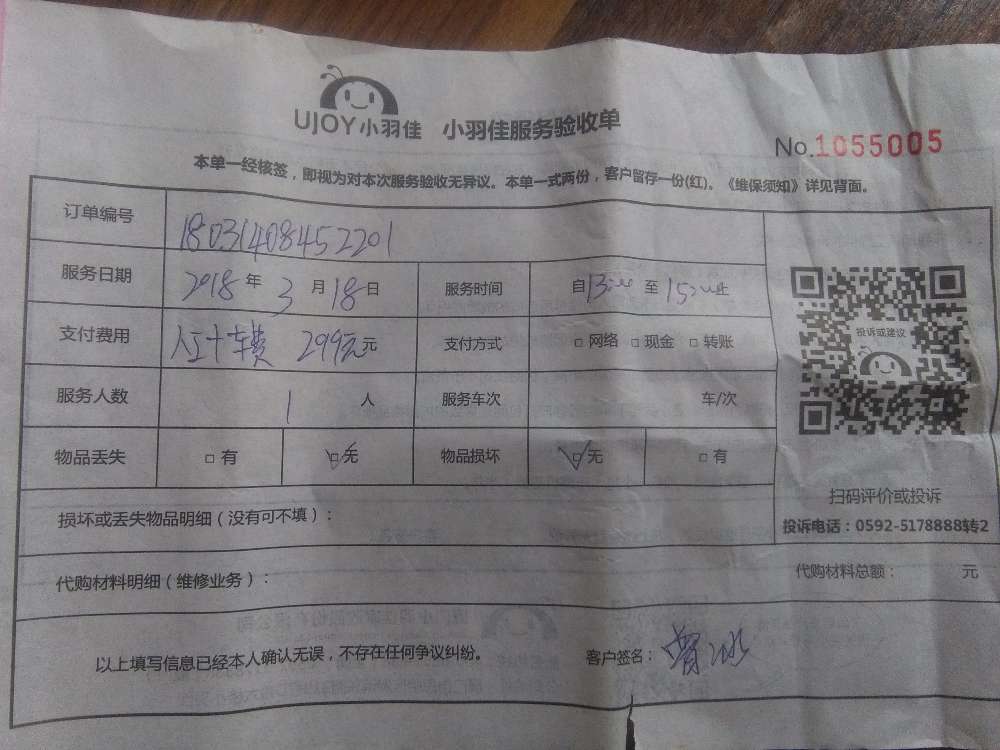 UJOY小羽佳 小羽佳服务验收单
No.1055005
本单一经核签，即视为对本次服务验收无异议。本单一式两份，客户留存一份(红)。《维保须知》详见背面。
订单编号 18031408452201
服务日期 2018 年 3 月 18 日 服务时间 自 13:00 至 15:00 止
投诉或建议
支付费用 人工+车费 299元 元 支付方式 □ 网络 □ 现金 □ 转账
服务人数 1 人 服务车次 车/次
物品丢失 □ 有 □ 无 物品损坏 □ 无 □ 有
扫码评价或投诉
损坏或丢失物品明细（没有可不填）：
投诉电话：0592-5178888转2
代购材料明细（维修业务）： 代购材料总额： 元
以上填写信息已经本人确认无误，不存在任何争议纠纷。 客户签名：